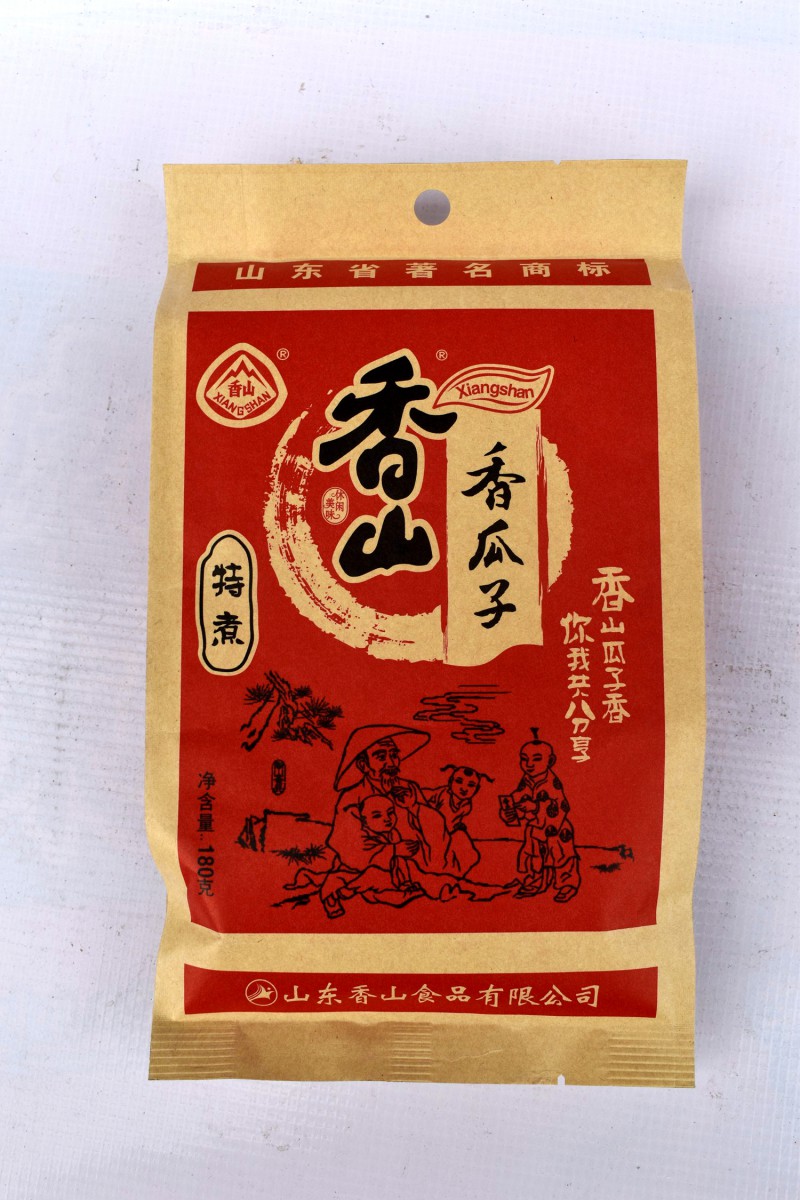 山东省著名商标
香山
XIANGSHAN
®
香山
®
Xiangshan
休闲
美味
香瓜子
特煮
香山瓜子香
你我共分享
净含量:180克
山东香山食品有限公司